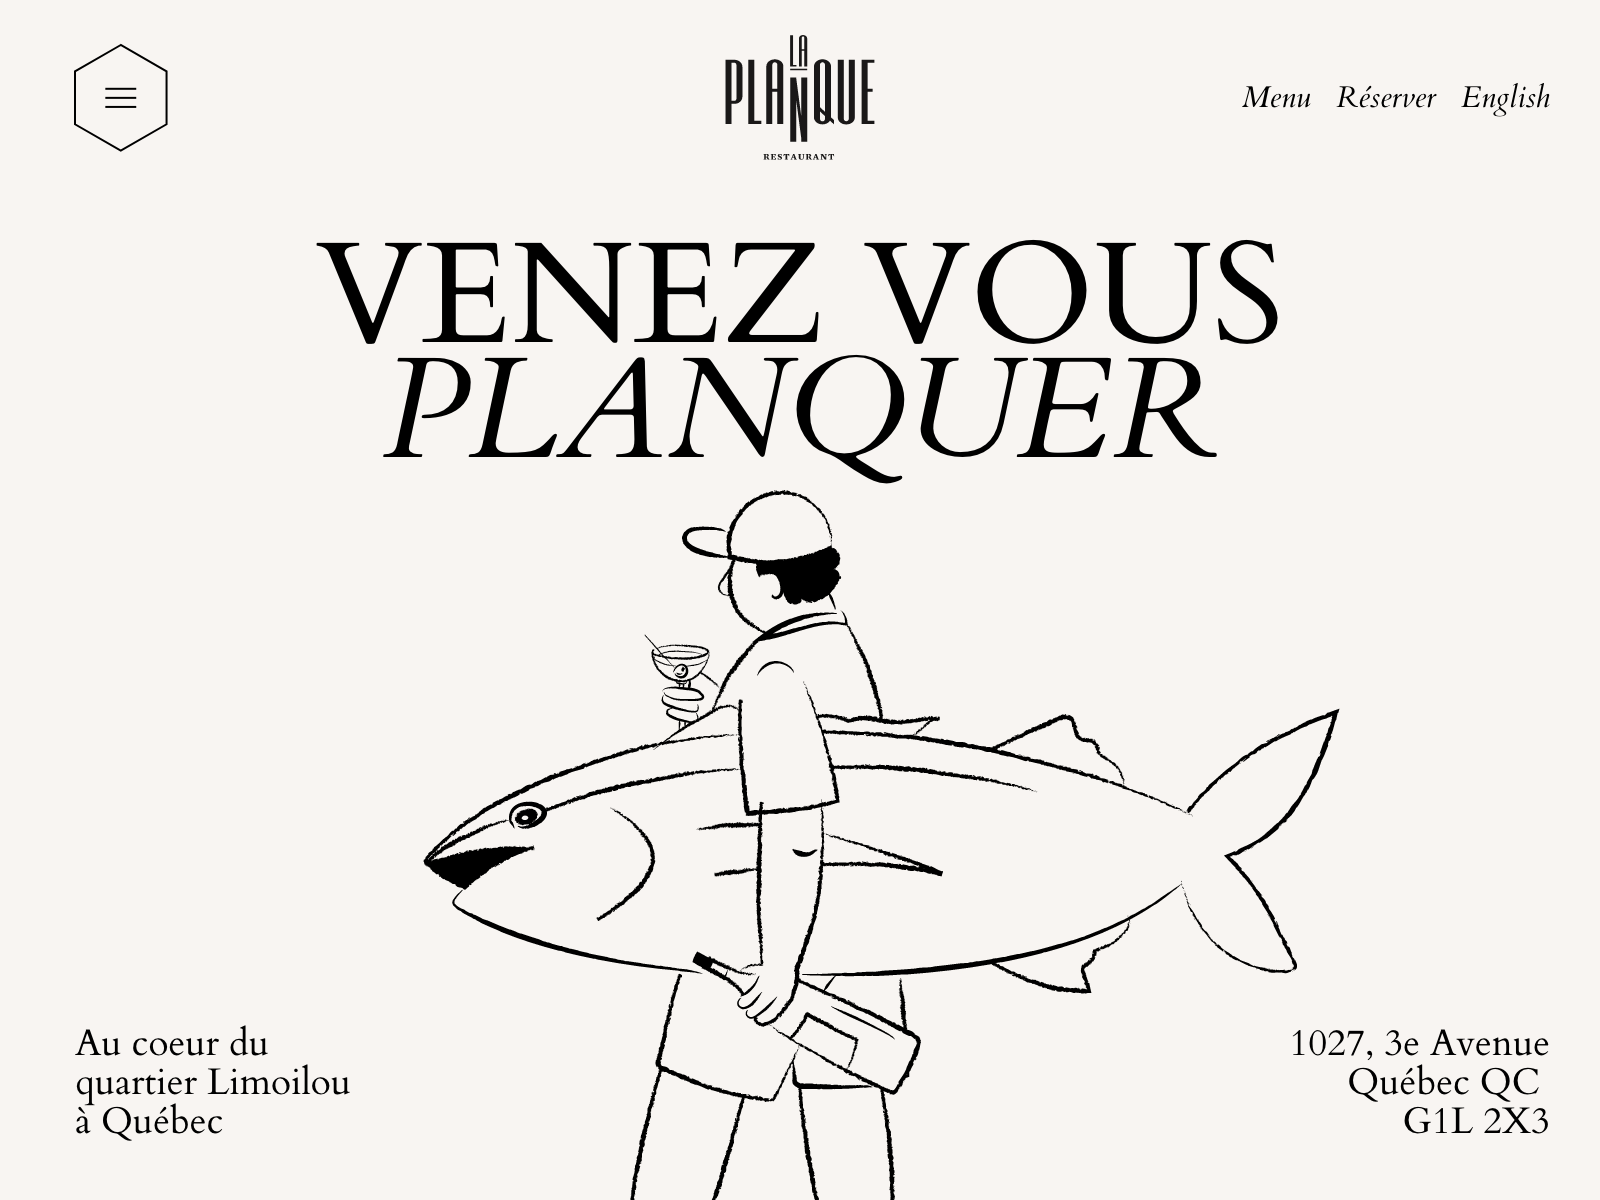 LA
PLANQUE
RESTAURANT
Menu Réserver English
VENEZ VOUS
PLANQUER
Au coeur du
quartier Limoilou
à Québec
1027, 3e Avenue
Québec QC
G1L 2X3